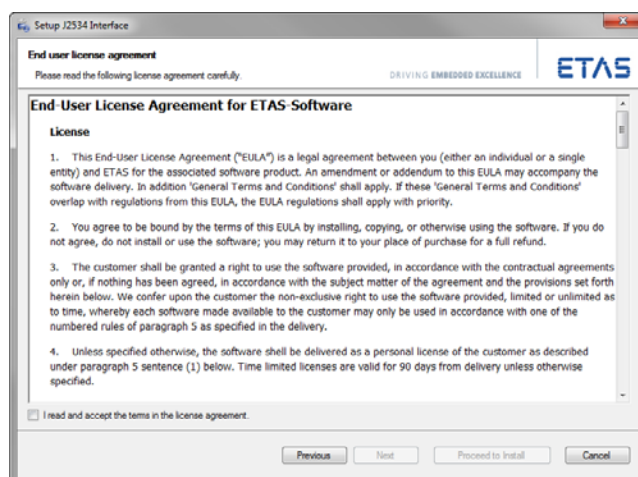 Setup J2534 Interface
End user license agreement
Please read the following license agreement carefully.
DRIVING EMBEDDED EXCELLENCE
ETAS
End-User License Agreement for ETAS-Software
License
1. This End-User License Agreement ("EULA") is a legal agreement between you (either an individual or a single
entity) and ETAS for the associated software product. An amendment or addendum to this EULA may accompany the
software delivery. In addition 'General Terms and Conditions' shall apply. If these 'General Terms and Conditions'
overlap with regulations from this EULA, the EULA regulations shall apply with priority.
2. You agree to be bound by the terms of this EULA by installing, copying, or otherwise using the software. If you do
not agree, do not install or use the software; you may return it to your place of purchase for a full refund.
3. The customer shall be granted a right to use the software provided, in accordance with the contractual agreements
only or, if nothing has been agreed, in accordance with the subject matter of the agreement and the provisions set forth
herein below. We confer upon the customer the non-exclusive right to use the software provided, limited or unlimited as
to time, whereby each software made available to the customer may only be used in accordance with one of the
numbered rules of paragraph 5 as specified in the delivery.
4. Unless specified otherwise, the software shell be delivered as a personal license of the customer as described
under paragraph 5 sentence (1) below. Time limited licenses are valid for 90 days from delivery unless otherwise
specified.
I read and accept the terms in the license agreement.
Previous
Next
Proceed to Install
Cancel